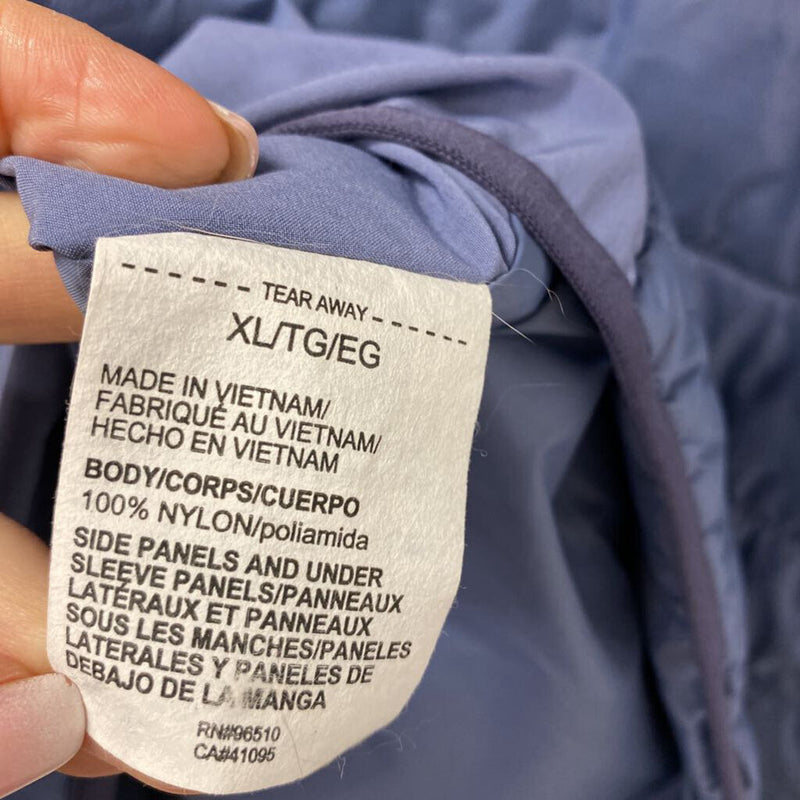 TEAR AWAY
XL/TG/EG
MADE IN VIETNAM/
FABRIQUÉ AU VIETNAM/
HECHO EN VIETNAM
BODY/CORPS/CUERPO
100% NYLON/poliamida
SIDE PANELS AND UNDER
SLEEVE PANELS/PANNEAUX
LATÉRAUX ET PANNEAUX
SOUS LES MANCHES/PANELES
LATERALES Y PANELES DE
DEBAJO DE LA MANGA
RN#96510
CA#41095